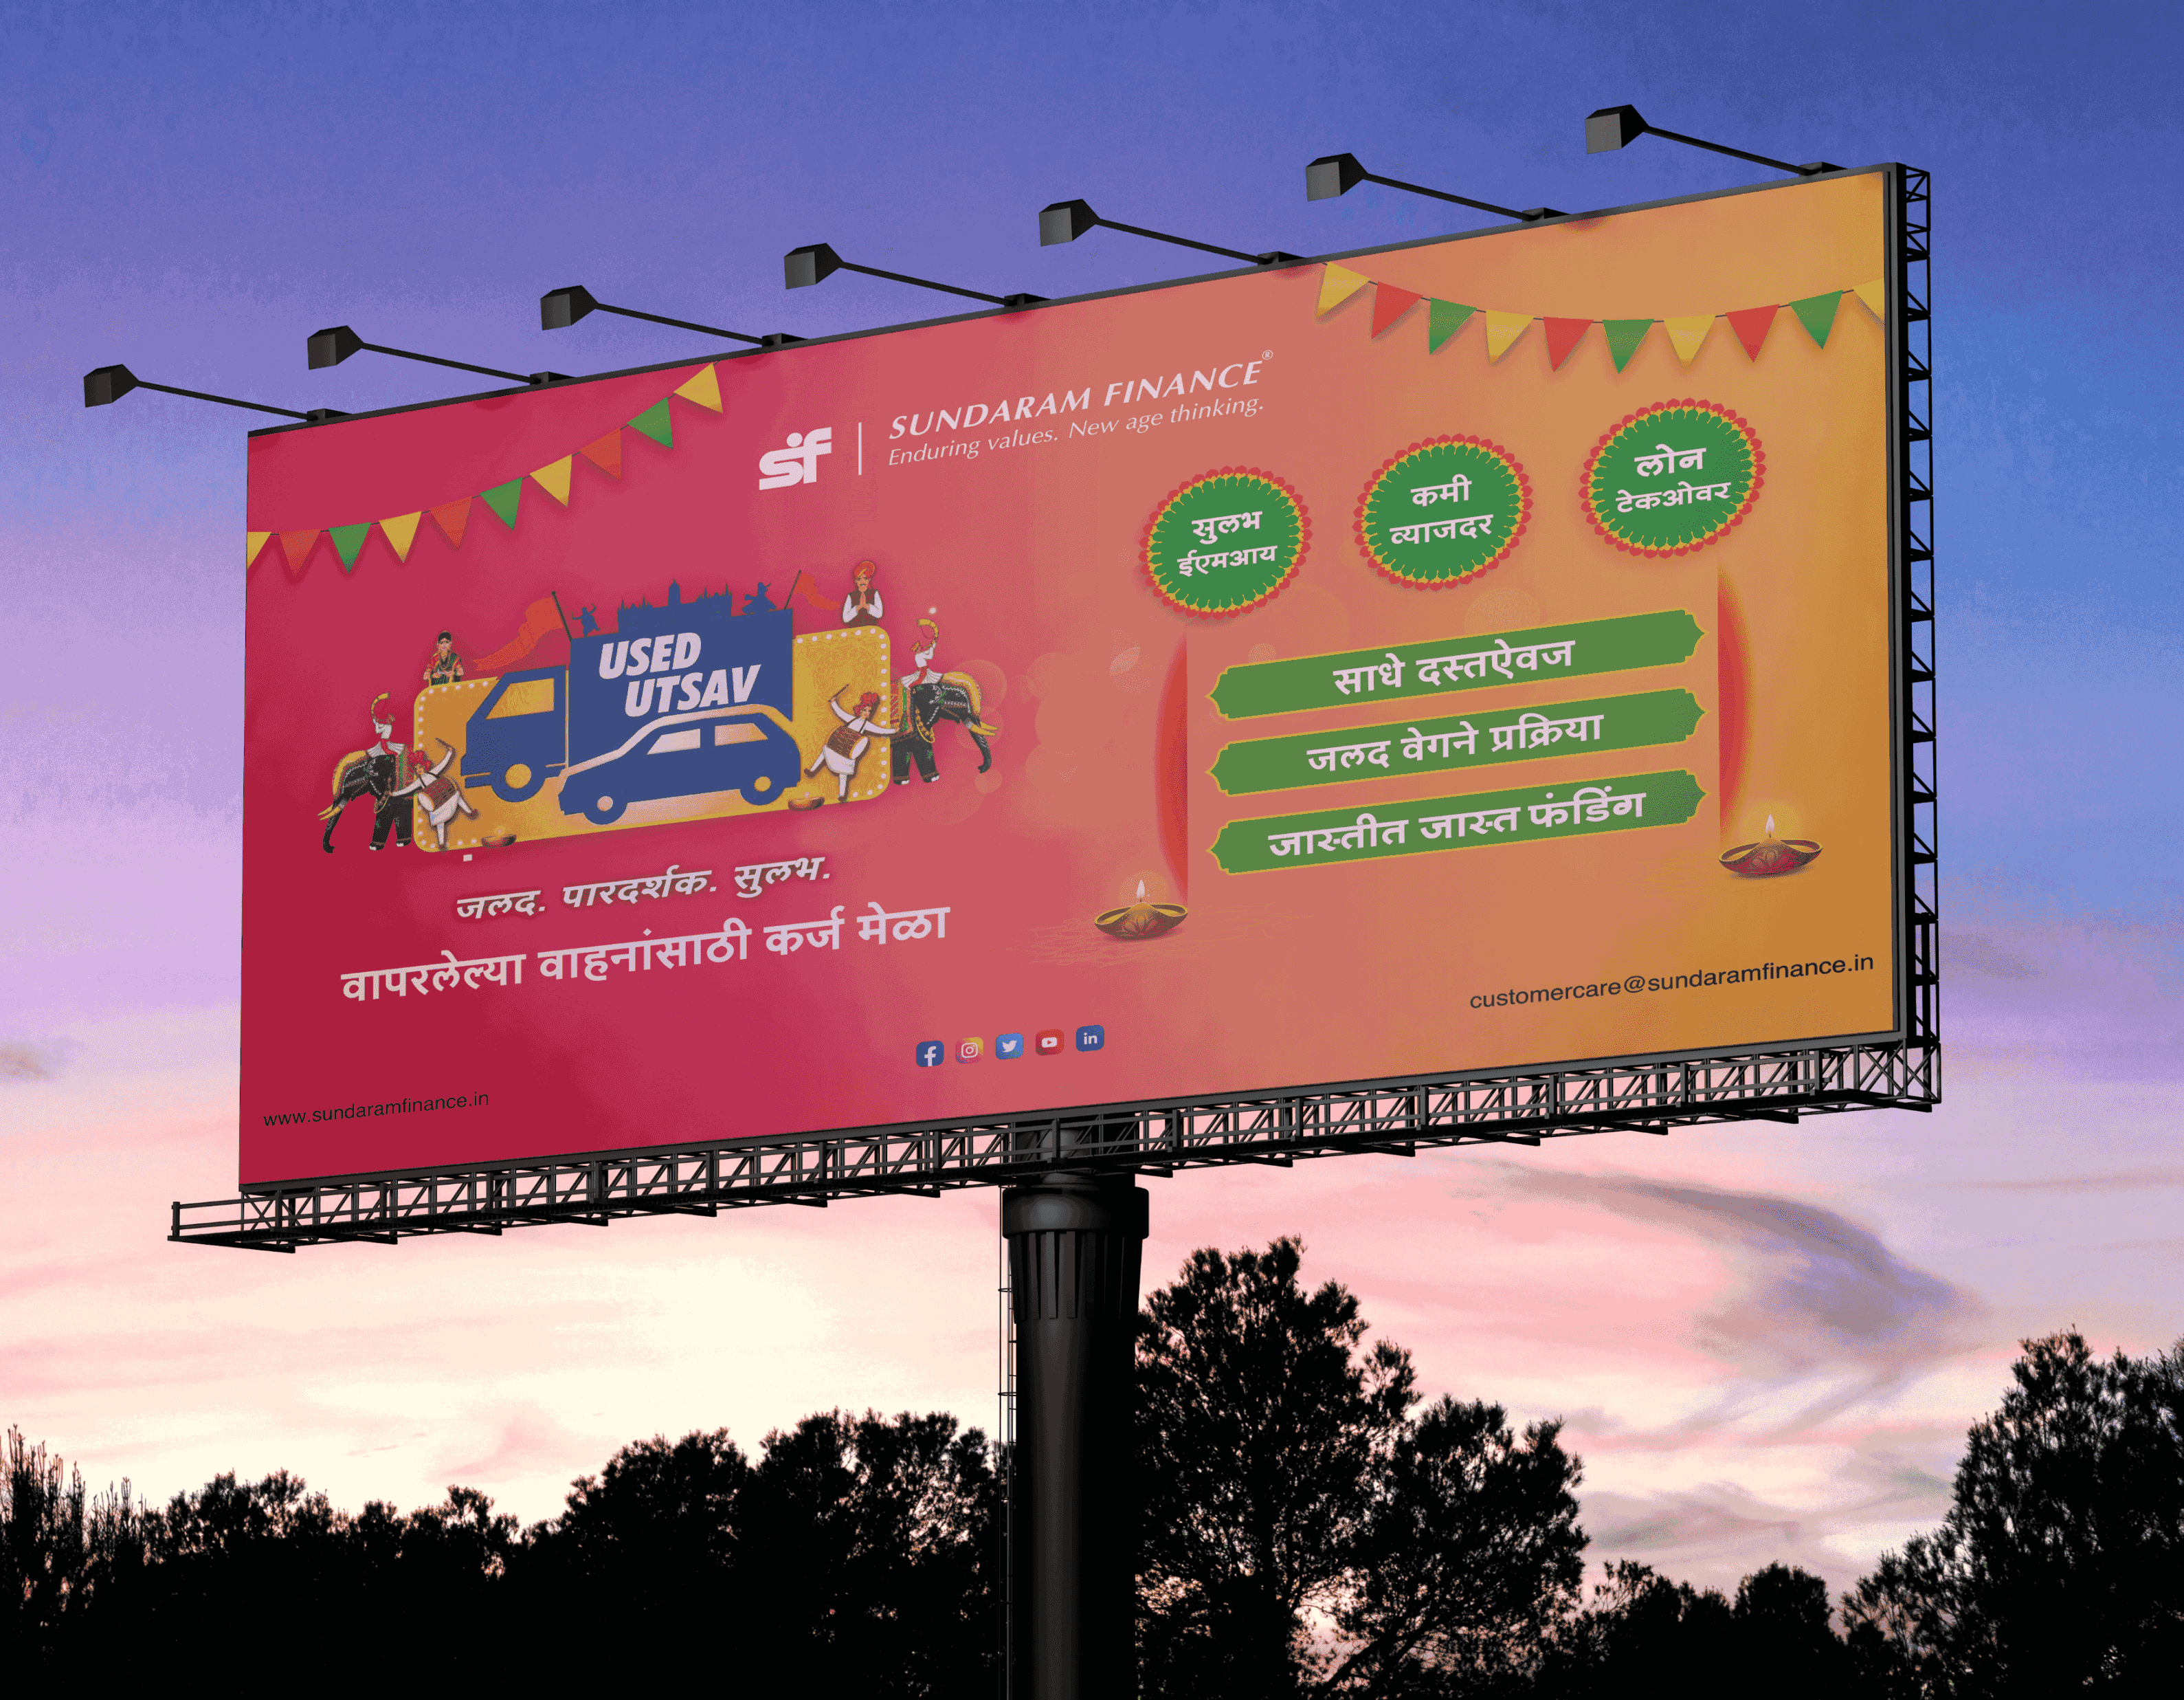 sf
SUNDARAM FINANCE®
Enduring values. New age thinking.
USED
UTSAV
जलद. पारदर्शक. सुलभ.
वापरलेल्या वाहनांसाठी कर्ज मेळा
सुलभ
ईएमआय
कमी
व्याजदर
लोन
टेकओवर
साधे दस्तऐवज
जलद वेगने प्रक्रिया
जास्तीत जास्त फंडिंग
customercare@sundaramfinance.in
www.sundaramfinance.in